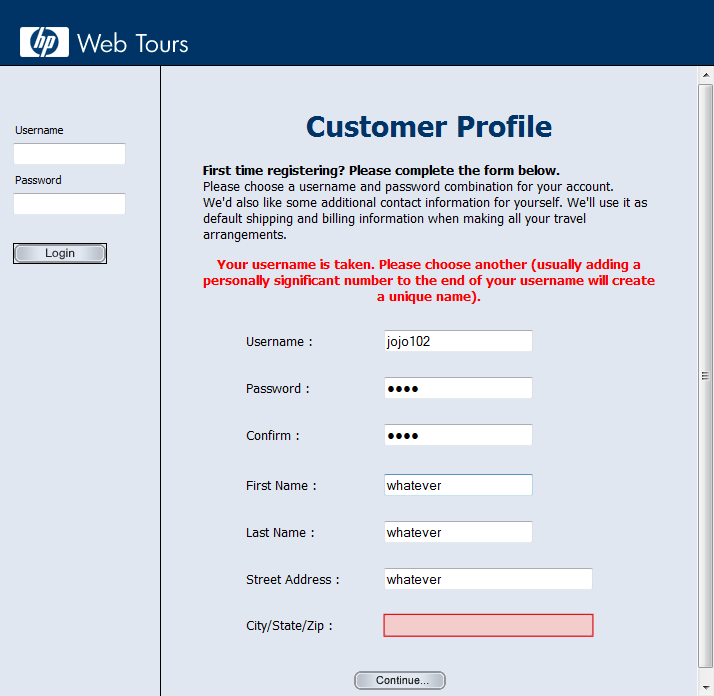 hp Web Tours
Username
Password
Login
Customer Profile
First time registering? Please complete the form below.
Please choose a username and password combination for your account.
We'd also like some additional contact information for yourself. We'll use it as
default shipping and billing information when making all your travel
arrangements.
Your username is taken. Please choose another (usually adding a
personally significant number to the end of your username will create
a unique name).
Username : jojo102
Password : ●●●●
Confirm : ●●●●
First Name : whatever
Last Name : whatever
Street Address : whatever
City/State/Zip :
Continue...